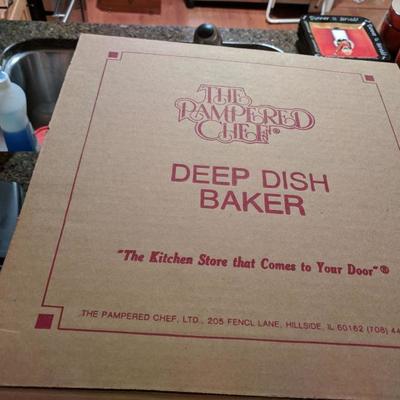 THE
PAMPERED
CHEF®
DEEP DISH
BAKER
"The Kitchen Store that Comes to Your Door"®
THE PAMPERED CHEF, LTD., 205 FENCL LANE, HILLSIDE, IL 60162 (708) 44